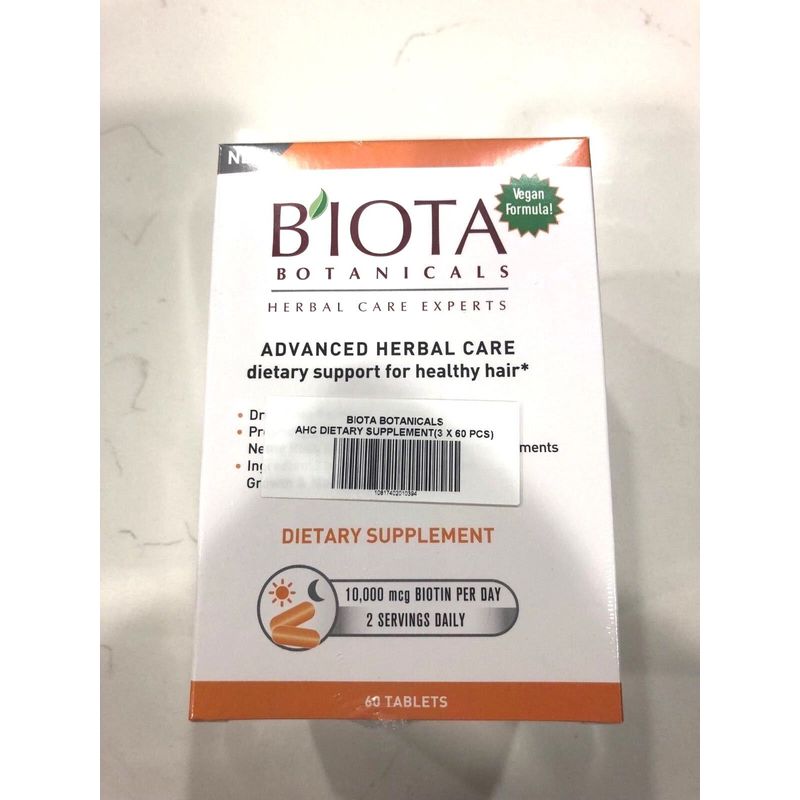 BIOTA
BOTANICALS
HERBAL CARE EXPERTS
Vegan
Formula!
ADVANCED HERBAL CARE
dietary support for healthy hair*
BIOTA BOTANICALS
AHC DIETARY SUPPLEMENT(3 X 60 PCS)
10817402010394
DIETARY SUPPLEMENT
10,000 mcg BIOTIN PER DAY
2 SERVINGS DAILY
60 TABLETS